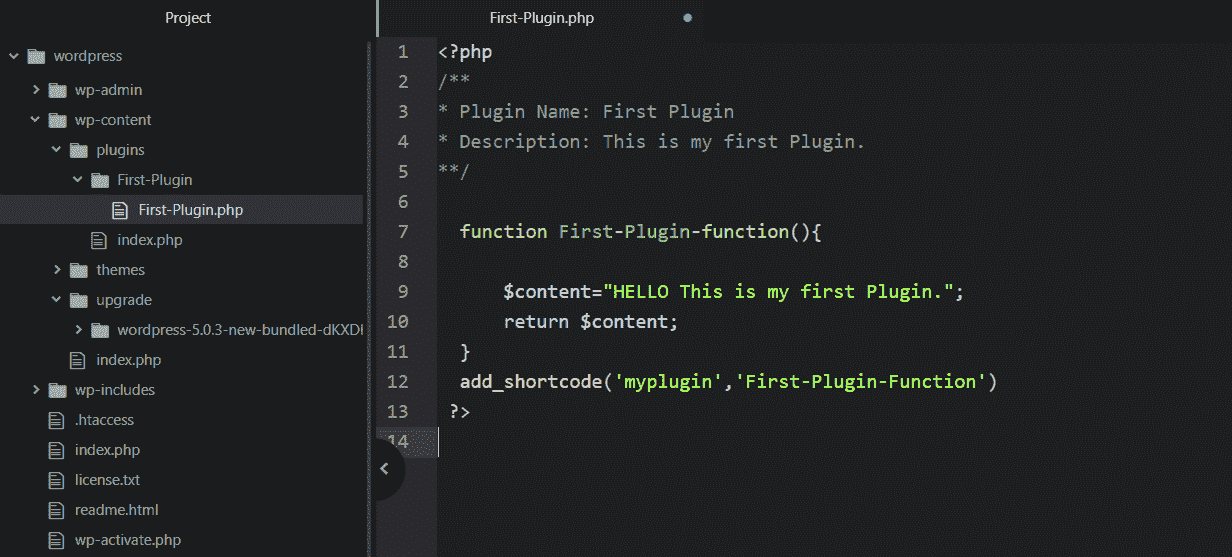 Project
wordpress
wp-admin
wp-content
plugins
First-Plugin
First-Plugin.php
index.php
themes
upgrade
wordpress-5.0.3-new-bundled-dKXDI
index.php
wp-includes
.htaccess
index.php
license.txt
readme.html
wp-activate.php
First-Plugin.php
1 <?php
2 /**
3 * Plugin Name: First Plugin
4 * Description: This is my first Plugin.
5 **/
6
7 function First-Plugin-function(){
8
9 $content="HELLO This is my first Plugin.";
10 return $content;
11 }
12 add_shortcode('myplugin','First-Plugin-Function')
13 ?>
14